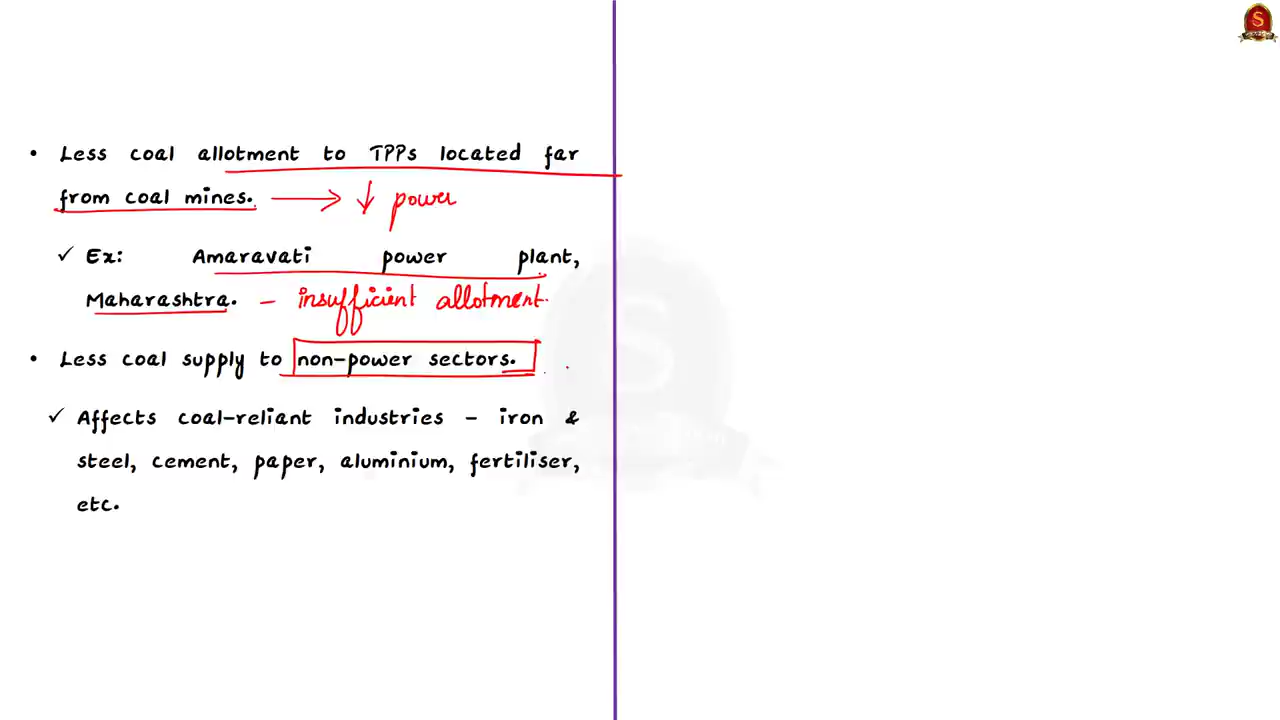 • Less coal allotment to TPPs located far
from coal mines. → ↓ power
✓ Ex: Amaravati power plant,
Maharashtra. – insufficient allotment.
• Less coal supply to non-power sectors.
✓ Affects coal-reliant industries – iron &
steel, cement, paper, aluminium, fertiliser,
etc.
S